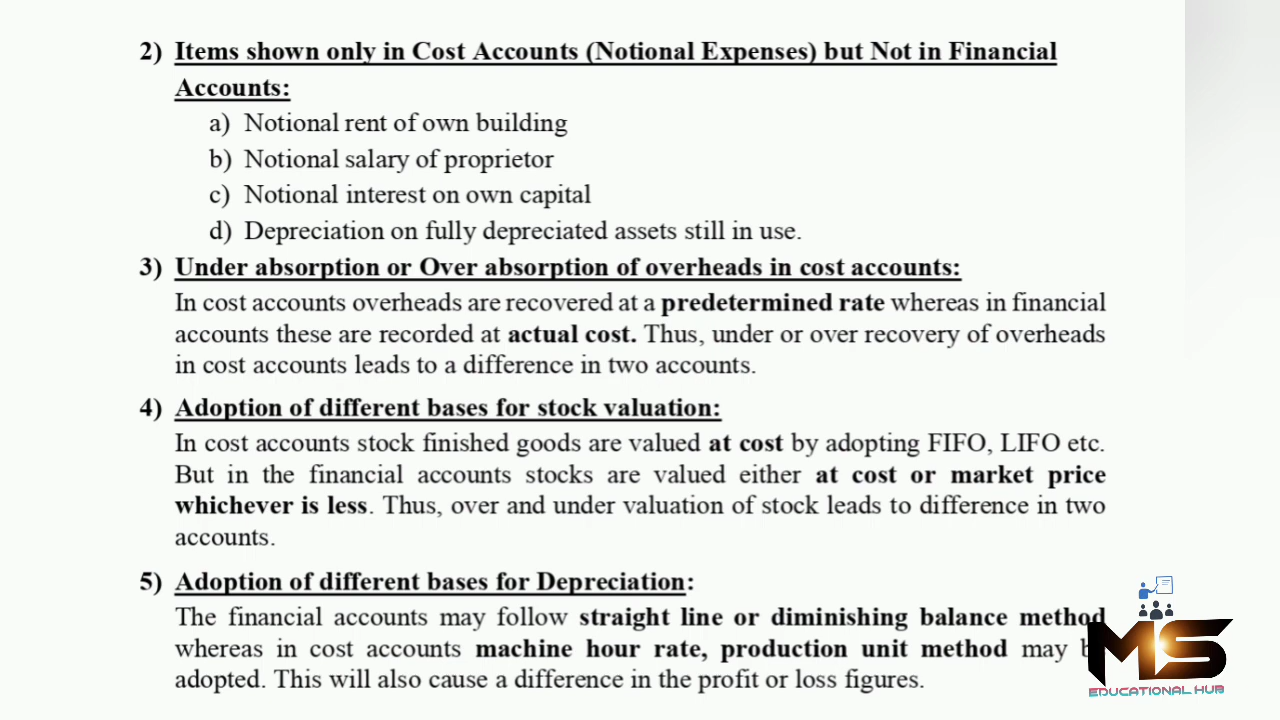 2) Items shown only in Cost Accounts (Notional Expenses) but Not in Financial
Accounts:
a) Notional rent of own building
b) Notional salary of proprietor
c) Notional interest on own capital
d) Depreciation on fully depreciated assets still in use.
3) Under absorption or Over absorption of overheads in cost accounts:
In cost accounts overheads are recovered at a predetermined rate whereas in financial
accounts these are recorded at actual cost. Thus, under or over recovery of overheads
in cost accounts leads to a difference in two accounts.
4) Adoption of different bases for stock valuation:
In cost accounts stock finished goods are valued at cost by adopting FIFO, LIFO etc.
But in the financial accounts stocks are valued either at cost or market price
whichever is less. Thus, over and under valuation of stock leads to difference in two
accounts.
5) Adoption of different bases for Depreciation:
The financial accounts may follow straight line or diminishing balance method
whereas in cost accounts machine hour rate, production unit method may
adopted. This will also cause a difference in the profit or loss figures.
MS
EDUCATIONAL HUB